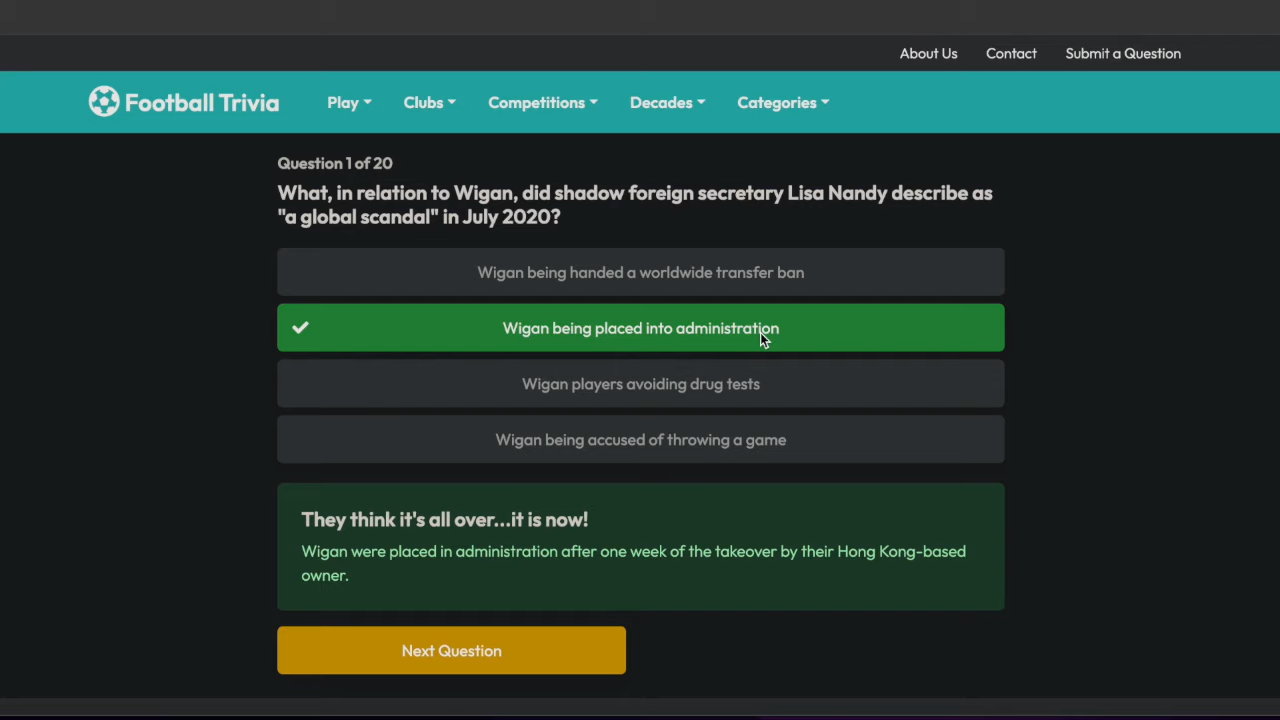 About Us Contact Submit a Question
Football Trivia Play Clubs Competitions Decades Categories
Question 1 of 20
What, in relation to Wigan, did shadow foreign secretary Lisa Nandy describe as
"a global scandal" in July 2020?
Wigan being handed a worldwide transfer ban
Wigan being placed into administration
Wigan players avoiding drug tests
Wigan being accused of throwing a game
They think it's all over...it is now!
Wigan were placed in administration after one week of the takeover by their Hong Kong-based
owner.
Next Question